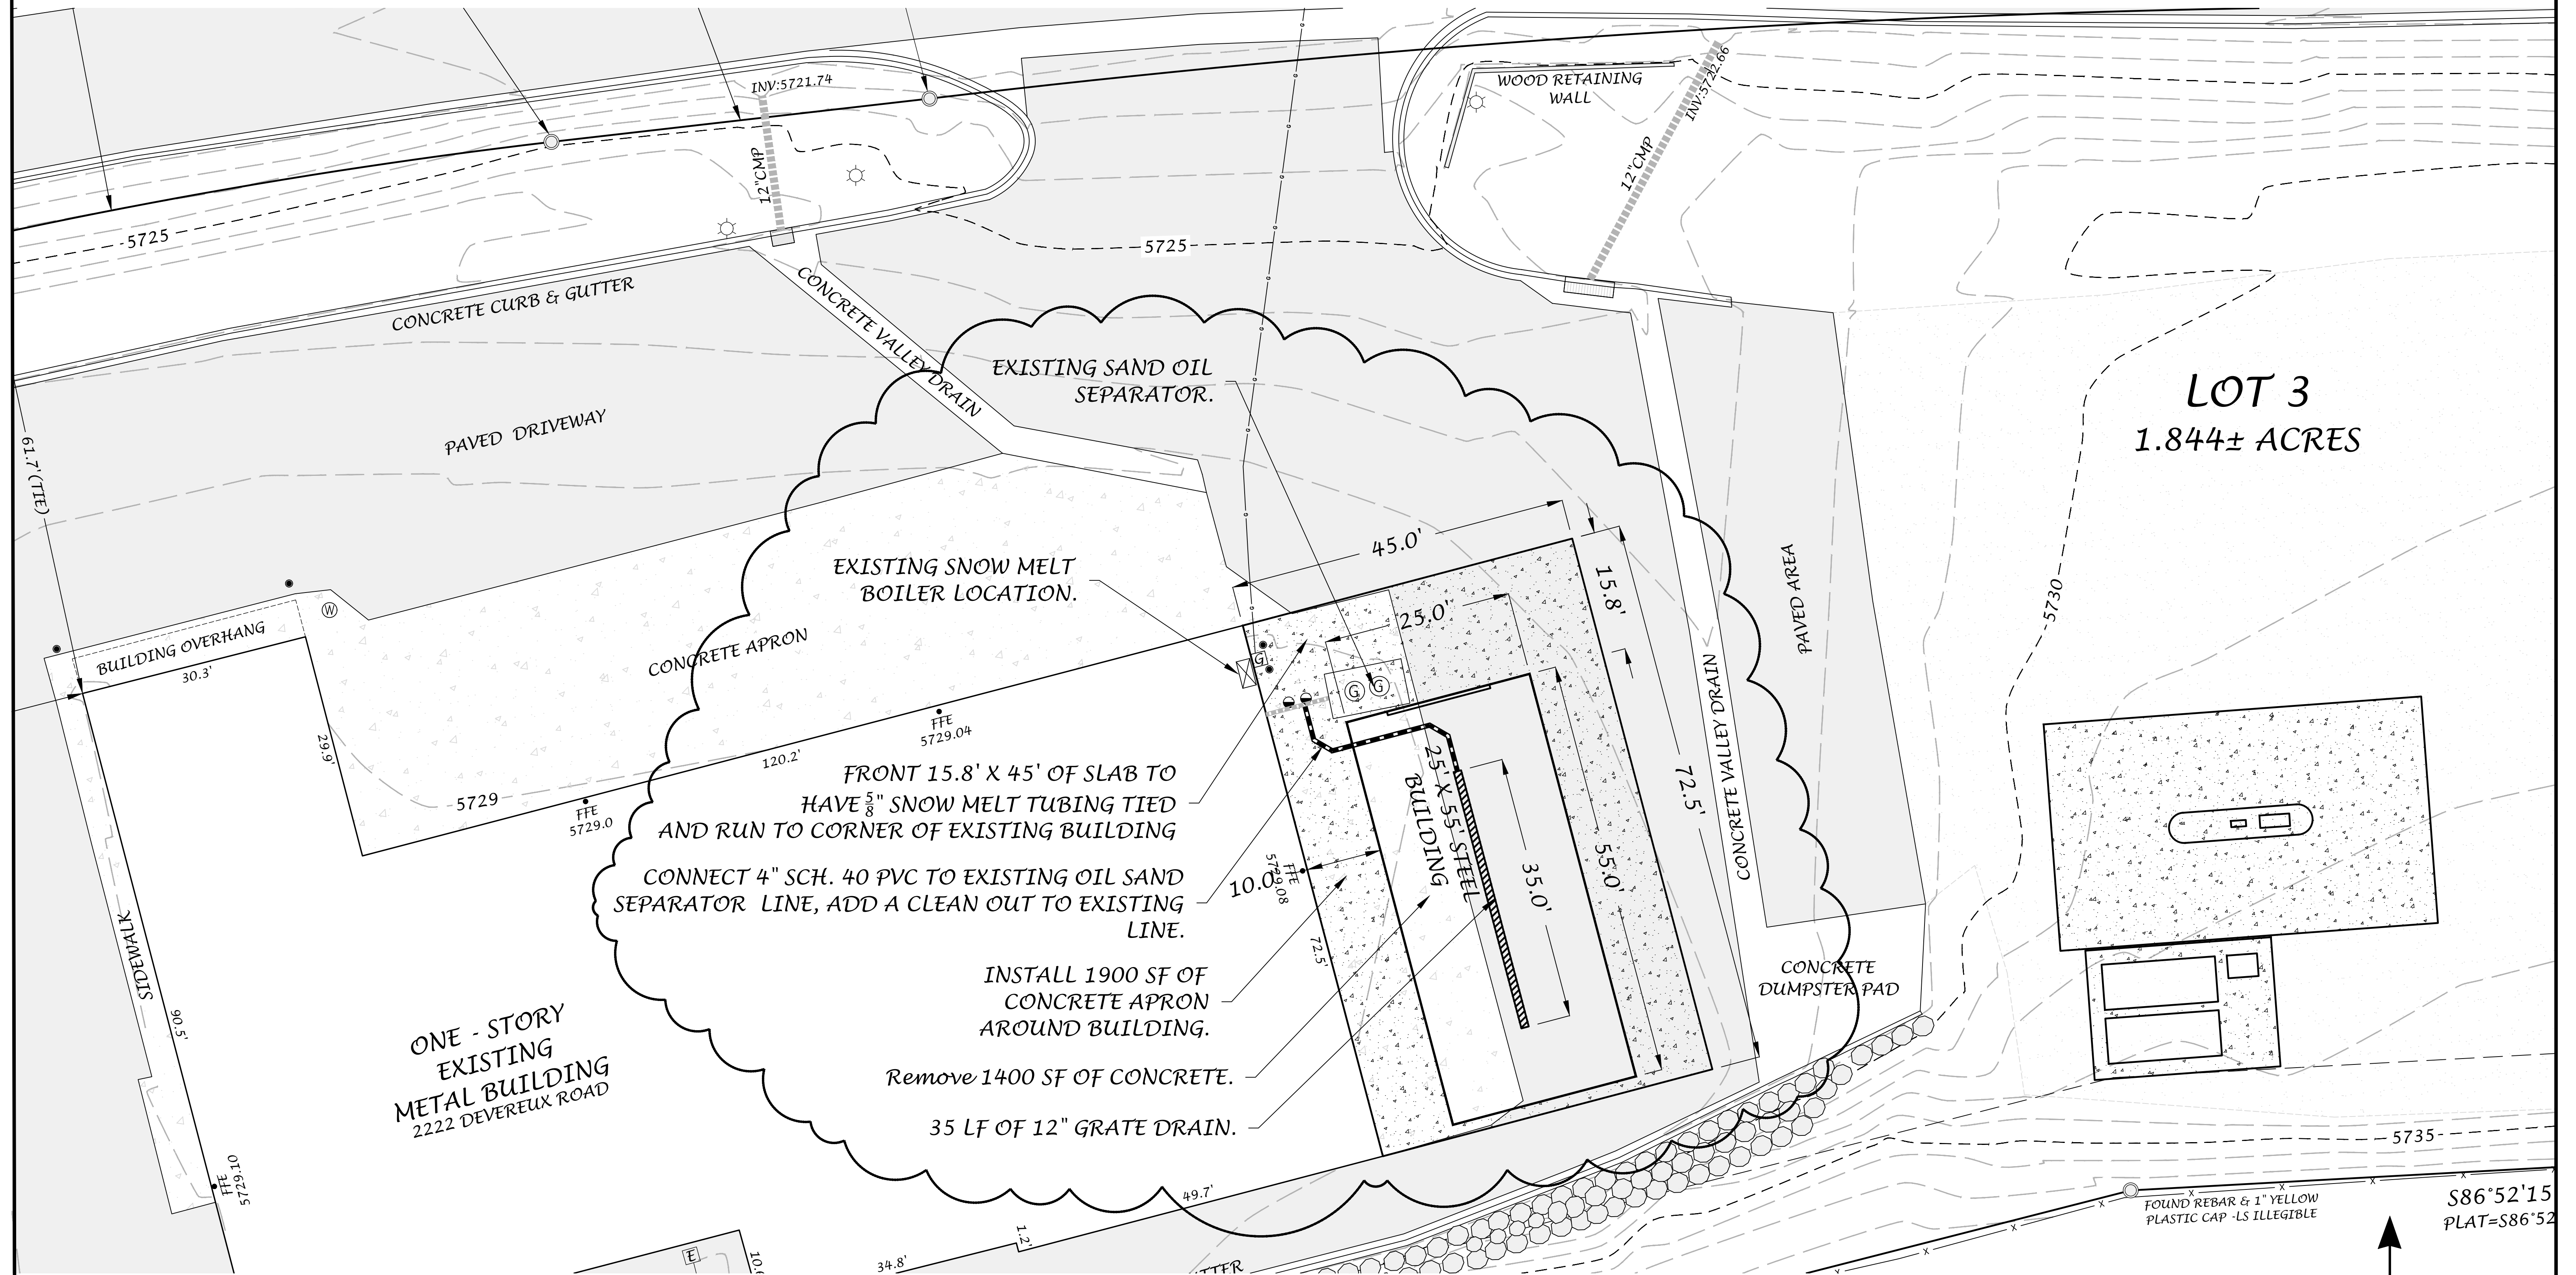 INV:5721.74
12"CMP
WOOD RETAINING
WALL
INV:5722.66
12"CMP
5725
5725
CONCRETE CURB & GUTTER
CONCRETE VALLEY DRAIN
EXISTING SAND OIL
SEPARATOR.
LOT 3
1.844± ACRES
PAVED DRIVEWAY
61.7'(TIE)
45.0'
15.8'
25.0'
EXISTING SNOW MELT
BOILER LOCATION.
PAVED AREA
5730
W
BUILDING OVERHANG
30.3'
CONCRETE APRON
G
G
G
29.9'
FFE
5729.04
120.2'
5729
FFE
5729.0
FRONT 15.8' X 45' OF SLAB TO
HAVE 5/8" SNOW MELT TUBING TIED
AND RUN TO CORNER OF EXISTING BUILDING
CONNECT 4" SCH. 40 PVC TO EXISTING OIL SAND
SEPARATOR LINE, ADD A CLEAN OUT TO EXISTING
LINE.
INSTALL 1900 SF OF
CONCRETE APRON
AROUND BUILDING.
Remove 1400 SF OF CONCRETE.
35 LF OF 12" GRATE DRAIN.
25' X 55' STEEL
BUILDING
35.0'
55.0'
72.5'
CONCRETE VALLEY DRAIN
10.0'
FFE
5729.08
72.5'
CONCRETE
DUMPSTER PAD
SIDEWALK
90.5'
ONE - STORY
EXISTING
METAL BUILDING
2222 DEVEREUX ROAD
FFE
5729.10
49.7'
1.2'
34.8'
E
10.6
TTER
5735
FOUND REBAR & 1" YELLOW
PLASTIC CAP -LS ILLEGIBLE
S86°52'15
PLAT=S86°52